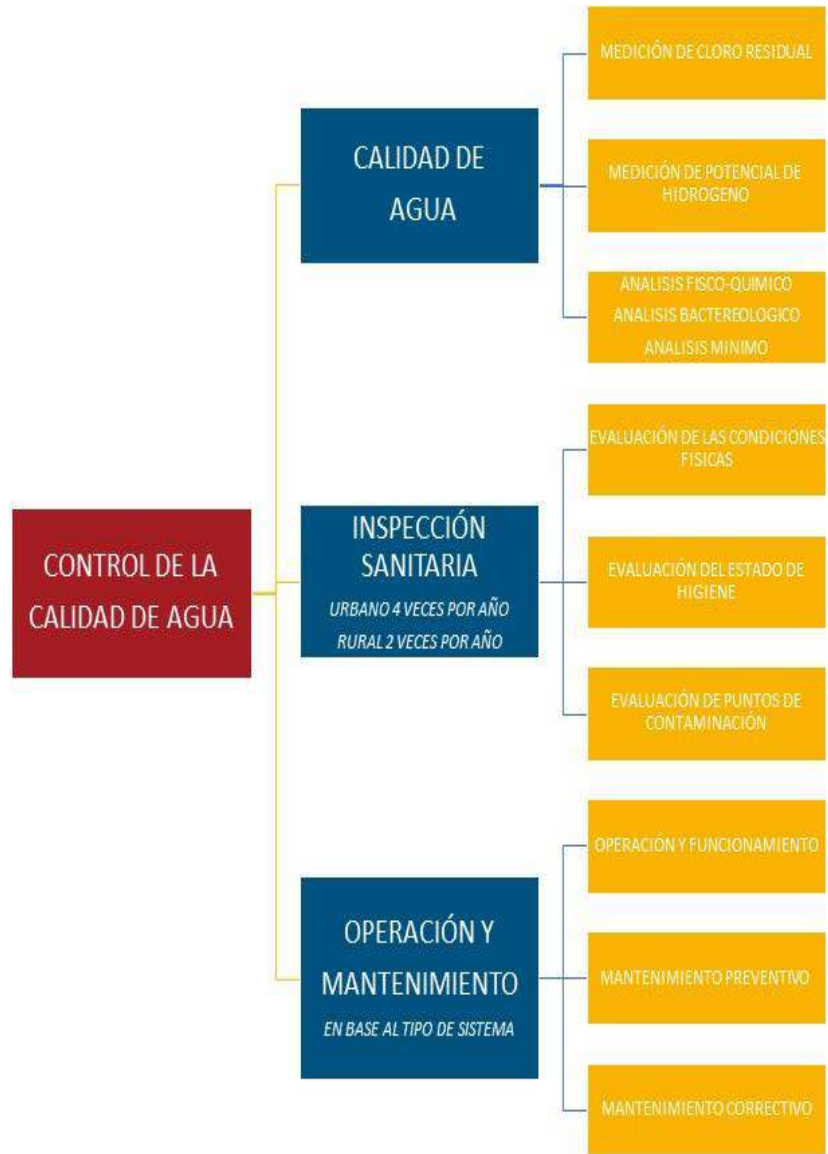 CONTROL DE LA
CALIDAD DE AGUA
CALIDAD DE
AGUA
MEDICIÓN DE CLORO RESIDUAL
MEDICIÓN DE POTENCIAL DE
HIDROGENO
ANALISIS FISCO-QUIMICO
ANALISIS BACTEREOLOGICO
ANALISIS MINIMO
INSPECCIÓN
SANITARIA
URBANO 4 VECES POR AÑO
RURAL 2 VECES POR AÑO
EVALUACIÓN DE LAS CONDICIONES
FISICAS
EVALUACIÓN DEL ESTADO DE
HIGIENE
EVALUACIÓN DE PUNTOS DE
CONTAMINACIÓN
OPERACIÓN Y
MANTENIMIENTO
EN BASE AL TIPO DE SISTEMA
OPERACIÓN Y FUNCIONAMIENTO
MANTENIMIENTO PREVENTIVO
MANTENIMIENTO CORRECTIVO